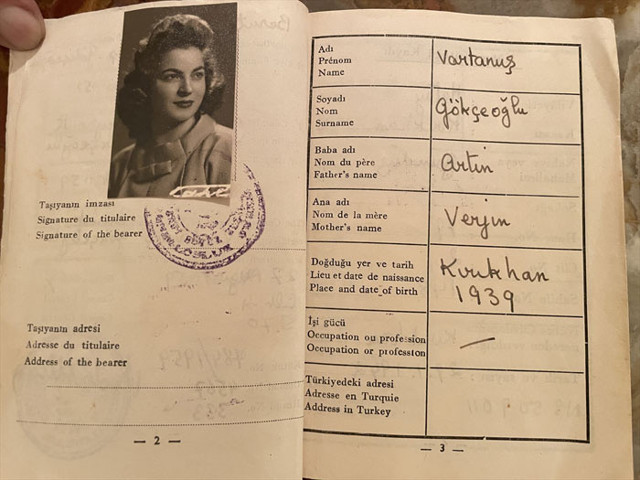 Taşıyanın imzası
Signature du titulaire
Signature of the bearer
Taşıyanın adresi
Adresse du titulaire
Address of the bearer
— 2 —
Adı
Prénom
Name
Vartanuş
Soyadı
Nom
Surname
Gökçeoğlu
Baba adı
Nom du père
Father's name
Artin
Ana adı
Nom de la mère
Mother's name
Verjin
Doğduğu yer ve tarih
Lieu et date de naissance
Place and date of birth
Kırıkhan
1939
İşi gücü
Occupation ou profession
Occupation or profession
—
Türkiyedeki adresi
Adresse en Turquie
Address in Turkey
— 3 —